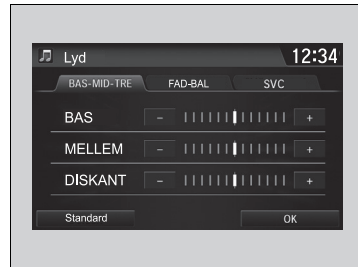 Lyd 12:34
BAS-MID-TRE FAD-BAL SVC
BAS - +
MELLEM - +
DISKANT - +
Standard OK